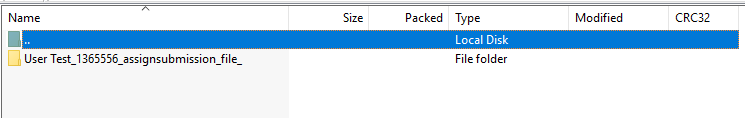 Name Size Packed Type Modified CRC32
.. Local Disk
User Test_1365556_assignsubmission_file_ File folder